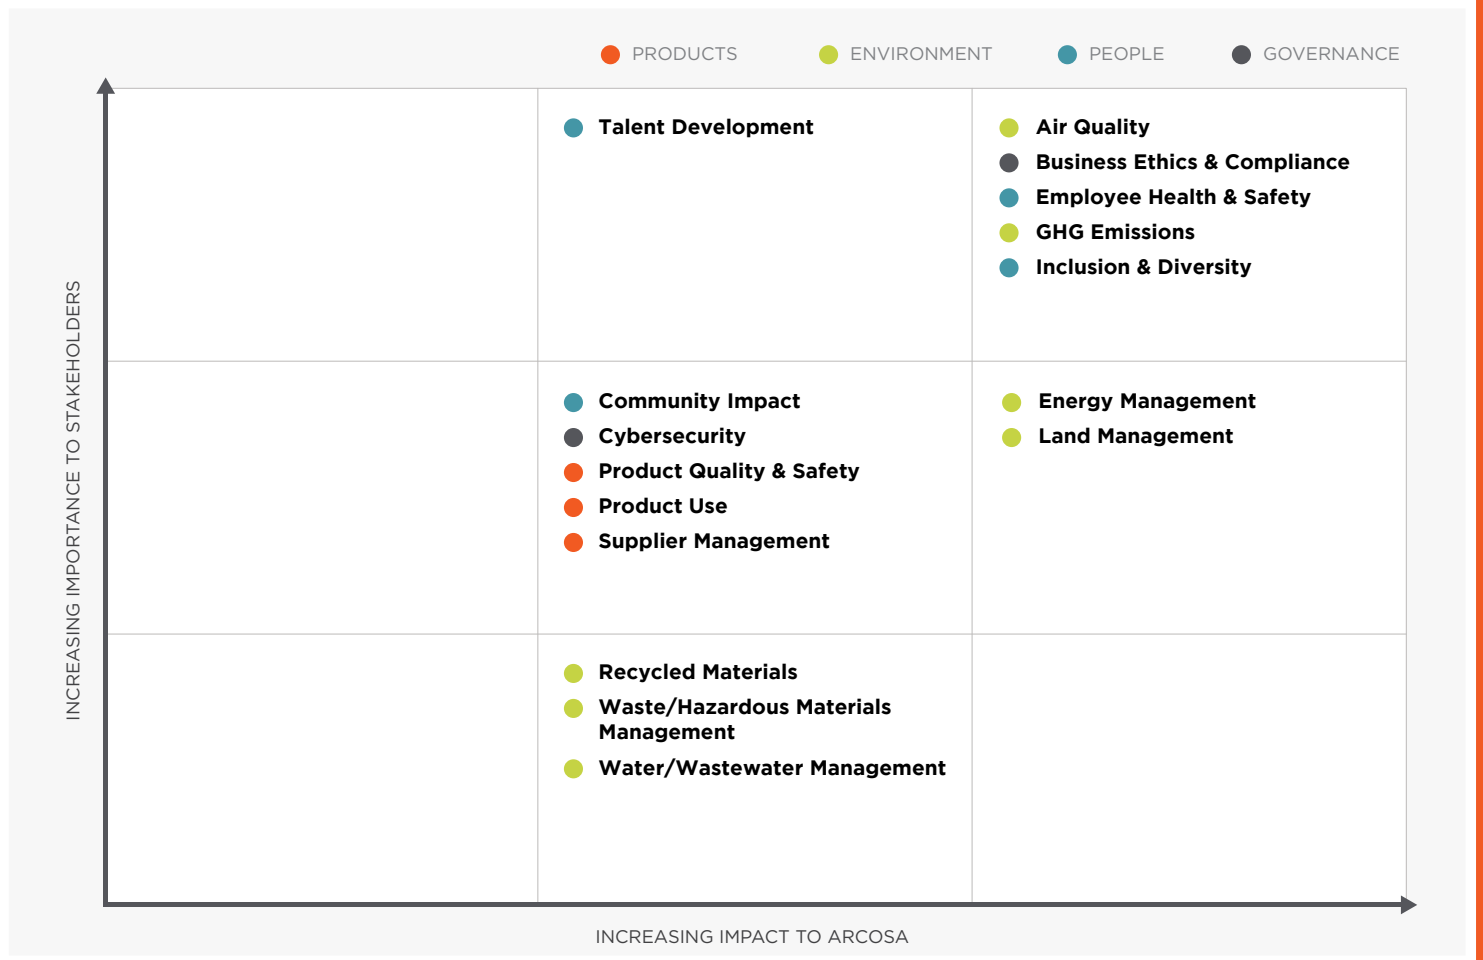 PRODUCTS
ENVIRONMENT
PEOPLE
GOVERNANCE
INCREASING IMPORTANCE TO STAKEHOLDERS
Talent Development
Air Quality
Business Ethics & Compliance
Employee Health & Safety
GHG Emissions
Inclusion & Diversity
Community Impact
Cybersecurity
Product Quality & Safety
Product Use
Supplier Management
Energy Management
Land Management
Recycled Materials
Waste/Hazardous Materials
Management
Water/Wastewater Management
INCREASING IMPACT TO ARCOSA